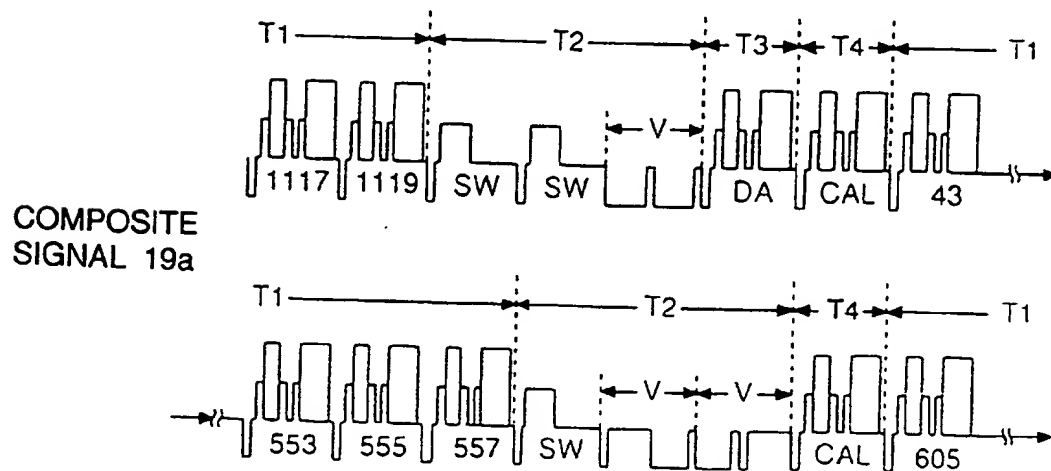 T1 T2 T3 T4 T1
V
1117 1119 SW SW DA CAL 43
COMPOSITE
SIGNAL 19a
T1 T2 T4 T1
V V
553 555 557 SW CAL 605